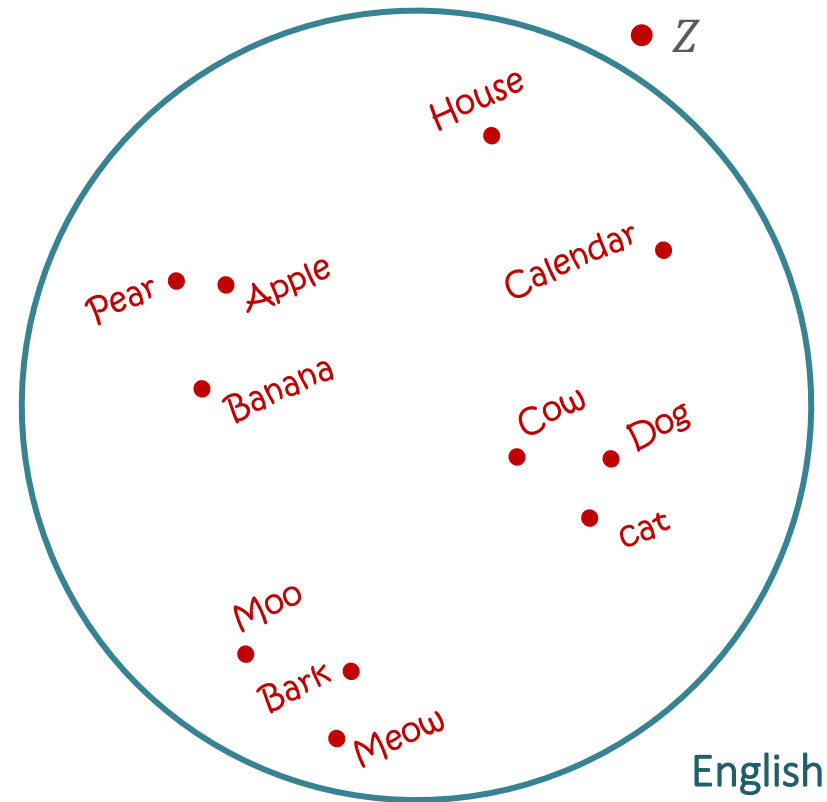 Z
House
Calendar
Pear
Apple
Banana
Cow
Dog
cat
Moo
Bark
Meow
English